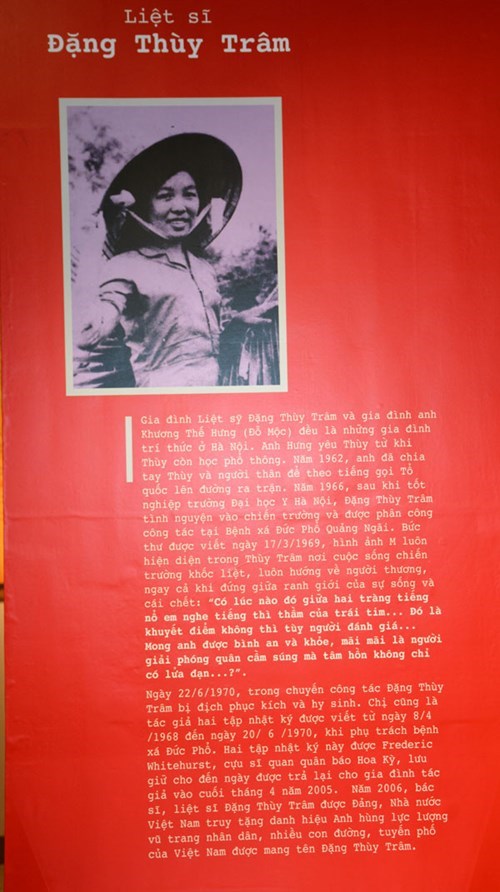 Liệt sĩ
Đặng Thùy Trâm
Gia đình Liệt sỹ Đặng Thùy Trâm và gia đình anh
Khương Thế Hưng (Đỗ Mộc) đều là những gia đình
trí thức ở Hà Nội. Anh Hưng yêu Thùy từ khi
Thùy còn học phổ thông. Năm 1962, anh đã chia
tay Thùy và người thân để theo tiếng gọi Tổ
quốc lên đường ra trận. Năm 1966, sau khi tốt
nghiệp trường Đại học Y Hà Nội, Đặng Thùy Trâm
tình nguyện vào chiến trường và được phân công
công tác tại Bệnh xá Đức Phổ Quảng Ngãi. Bức
thư được viết ngày 17/3/1969, hình ảnh M luôn
hiện diện trong Thùy Trâm nơi cuộc sống chiến
trường khốc liệt, luôn hướng về người thương,
ngay cả khi đứng giữa ranh giới của sự sống và
cái chết: "Có lúc nào đó giữa hai tràng tiếng
nổ em nghe tiếng thì thầm của trái tim... Đó là
khuyết điểm không thì tùy người đánh giá...
Mong anh được bình an và khỏe, mãi mãi là người
giải phóng quân cầm súng mà tâm hồn không chỉ
có lửa đạn...?".
Ngày 22/6/1970, trong chuyến công tác Đặng Thùy
Trâm bị địch phục kích và hy sinh. Chị cũng là
tác giả hai tập nhật ký được viết từ ngày 8/4
/1968 đến ngày 20/ 6 /1970, khi phụ trách bệnh
xá Đức Phổ. Hai tập nhật ký này được Frederic
Whitehurst, cựu sĩ quan quân báo Hoa Kỳ, lưu
giữ cho đến ngày được trả lại cho gia đình tác
giả vào cuối tháng 4 năm 2005. Năm 2006, bác
sĩ, liệt sĩ Đặng Thùy Trâm được Đảng, Nhà nước
Việt Nam truy tặng danh hiệu Anh hùng lực lượng
vũ trang nhân dân, nhiều con đường, tuyến phố
của Việt Nam được mang tên Đặng Thùy Trâm.